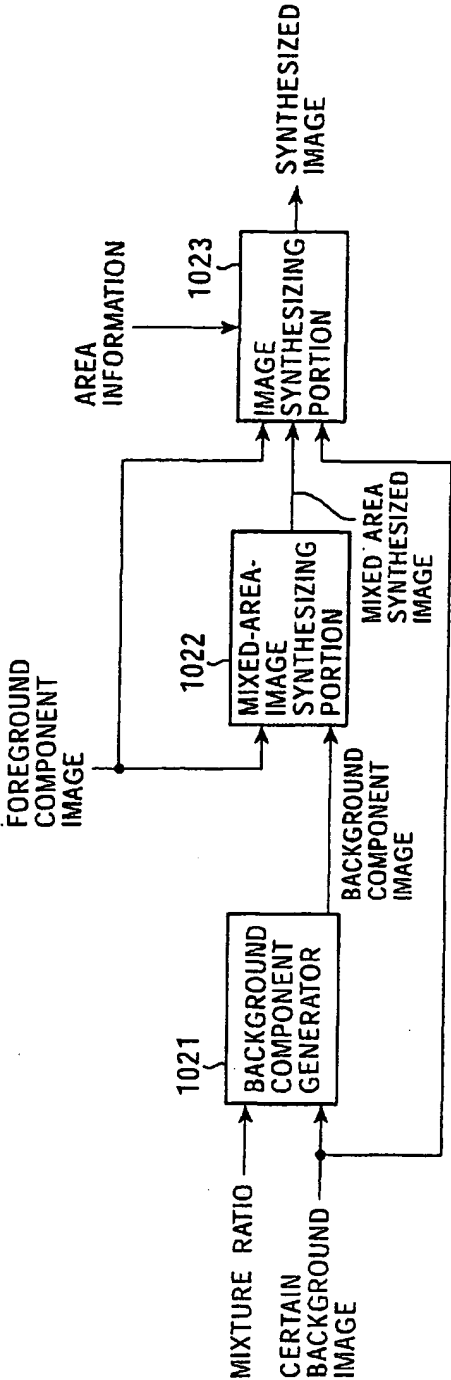 MIXTURE RATIO
CERTAIN
BACKGROUND
IMAGE
1021
BACKGROUND
COMPONENT
GENERATOR
BACKGROUND
COMPONENT
IMAGE
FOREGROUND
COMPONENT
IMAGE
1022
MIXED-AREA-
IMAGE
SYNTHESIZING
PORTION
MIXED AREA
SYNTHESIZED
IMAGE
AREA
INFORMATION
1023
IMAGE
SYNTHESIZING
PORTION
SYNTHESIZED
IMAGE